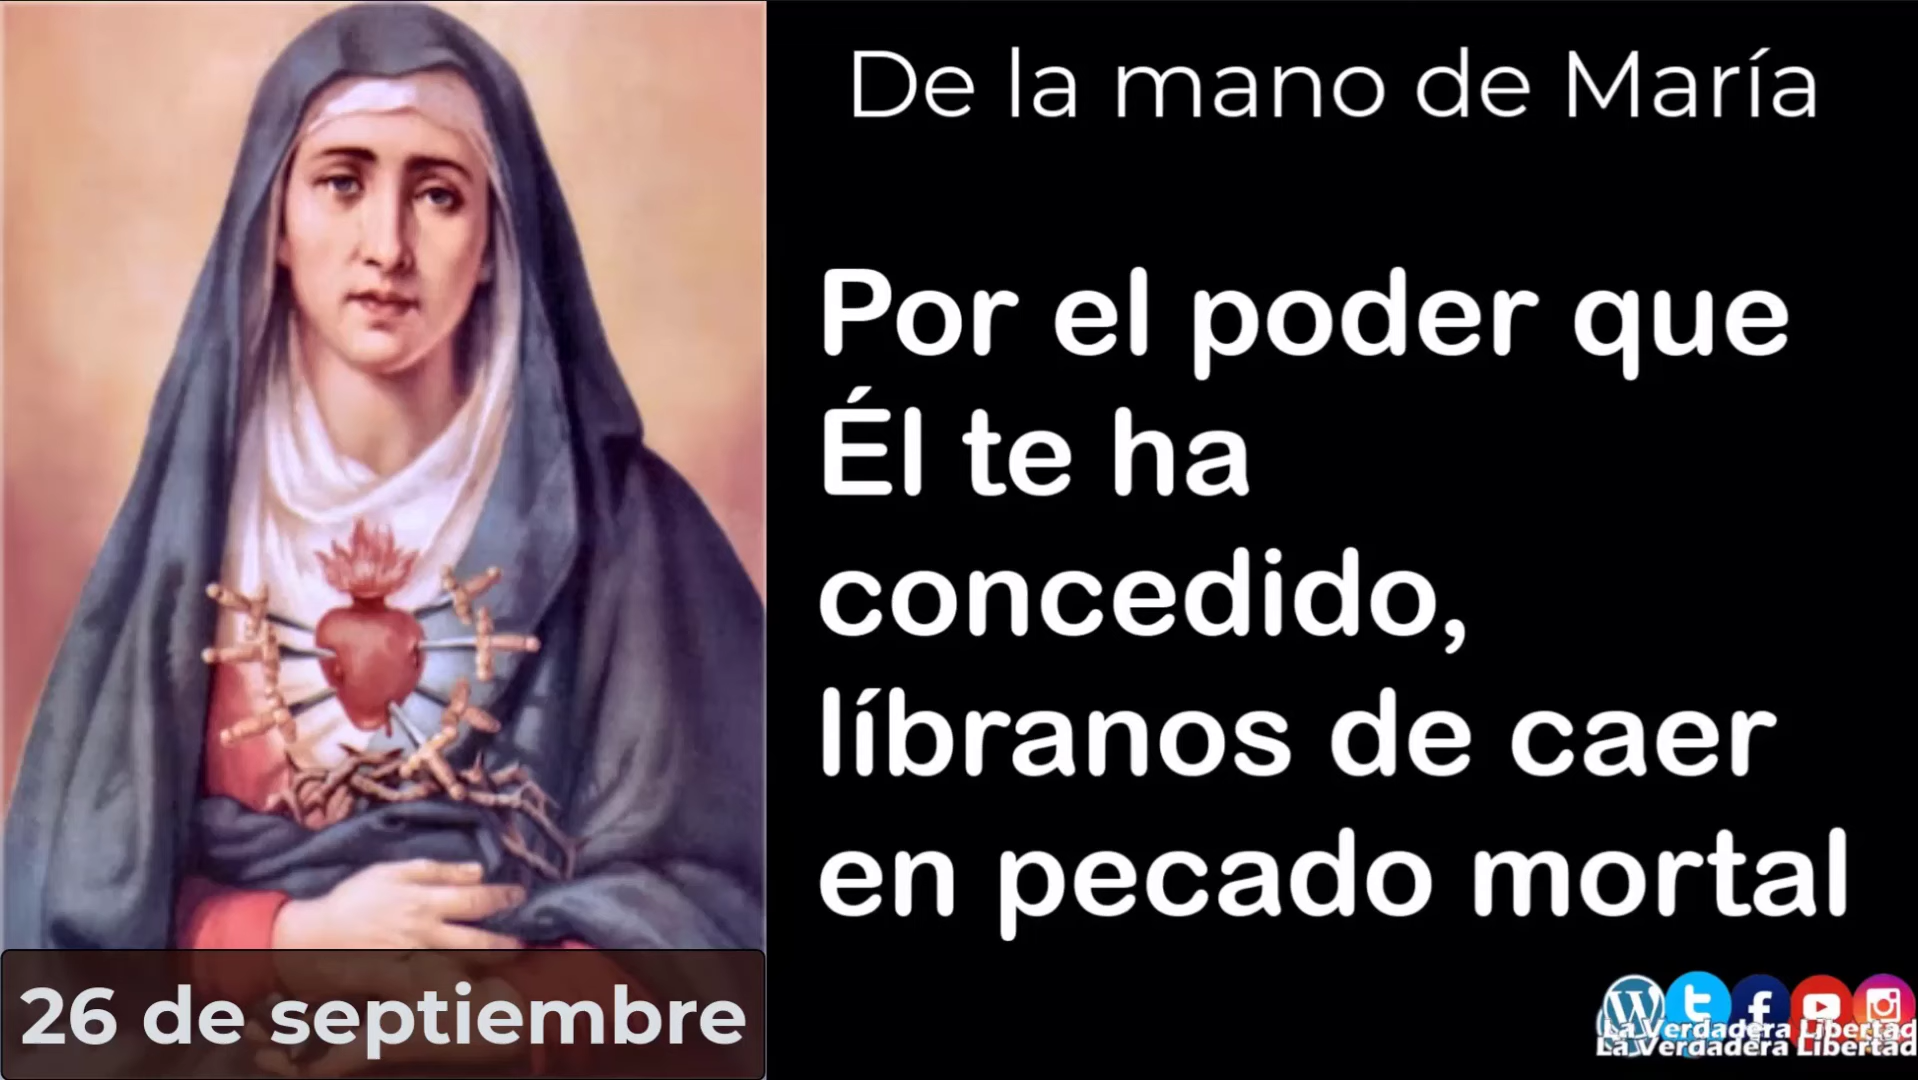 De la mano de María
Por el poder que
Él te ha
concedido,
líbranos de caer
en pecado mortal
26 de septiembre
La Verdadera Libertad
La Verdadera Libertad